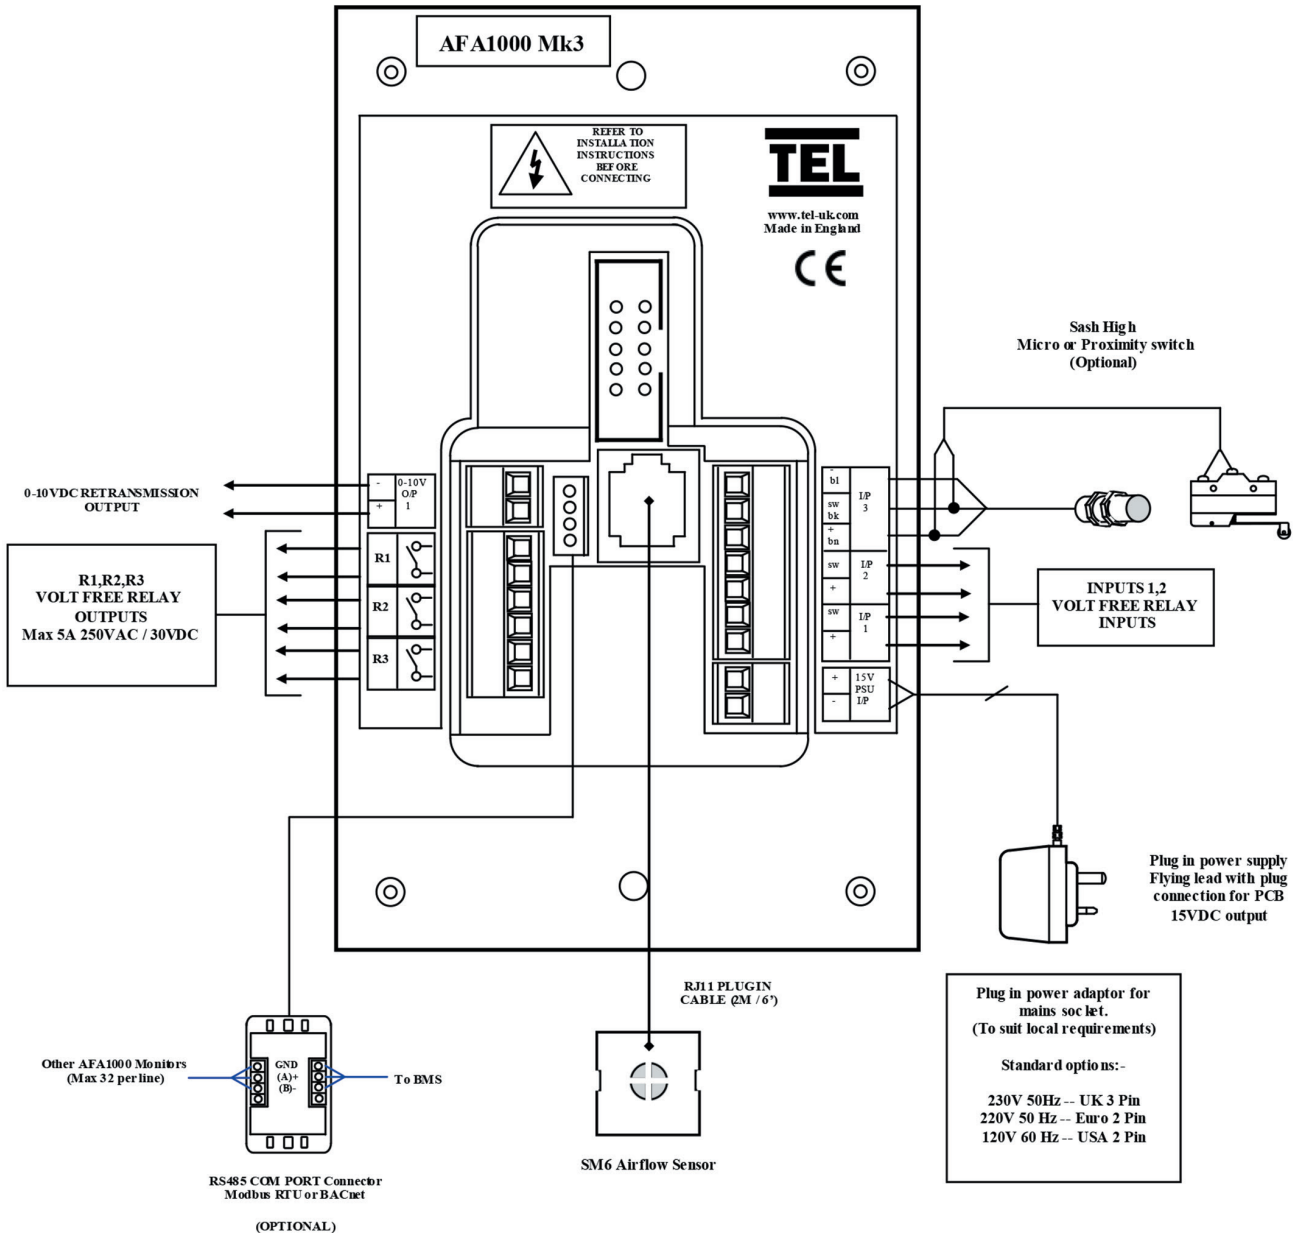 AFA1000 Mk3
REFER TO
INSTALLATION
INSTRUCTIONS
BEFORE
CONNECTING
TEL
www.tel-uk.com
Made in England
CE
Sash High
Micro or Proximity switch
(Optional)
0-10VDC RETRANSMISSION
OUTPUT
-
+
0-10V
O/P
1
R1,R2,R3
VOLT FREE RELAY
OUTPUTS
Max 5A 250VAC / 30VDC
R1
R2
R3
-
bl
sw
bk
+
bn
I/P
3
sw
+
I/P
2
sw
+
I/P
1
+
-
15V
PSU
I/P
INPUTS 1,2
VOLT FREE RELAY
INPUTS
Plug in power supply
Flying lead with plug
connection for PCB
15VDC output
RJ11 PLUGIN
CABLE (2M / 6')
Plug in power adaptor for
mains socket.
(To suit local requirements)
Standard options:-
230V 50Hz -- UK 3 Pin
220V 50 Hz -- Euro 2 Pin
120V 60 Hz -- USA 2 Pin
Other AFA1000 Monitors
(Max 32 per line)
GND
(A)+
(B)-
To BMS
SM6 Airflow Sensor
RS485 COM PORT Connector
Modbus RTU or BACnet
(OPTIONAL)